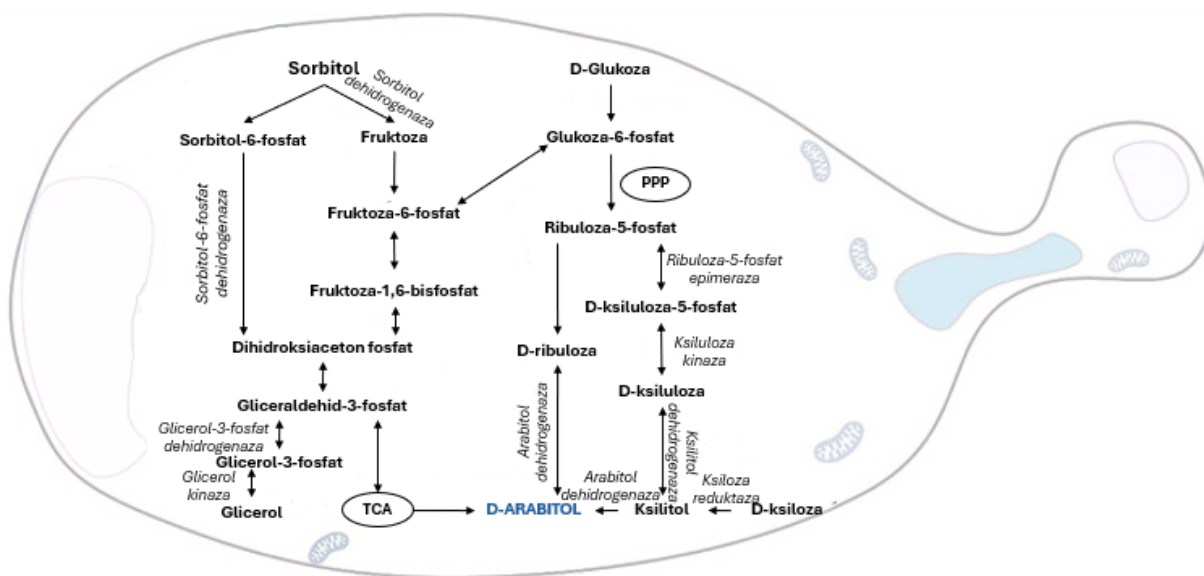 Sorbitol
Sorbitol
dehidrogenaza
D-Glukoza
Sorbitol-6-fosfat
Fruktoza
Glukoza-6-fosfat
PPP
Sorbitol-6-fosfat
dehidrogenaza
Fruktoza-6-fosfat
Ribuloza-5-fosfat
Ribuloza-5-fosfat
epimeraza
Fruktoza-1,6-bisfosfat
D-ksiluloza-5-fosfat
Dihidroksiaceton fosfat
D-ribuloza
Ksiluloza
kinaza
D-ksiluloza
Gliceraldehid-3-fosfat
Glicerol-3-fosfat
dehidrogenaza
Arabitol
dehidrogenaza
Ksilitol
dehidrogenaza
Glicerol-3-fosfat
Glicerol
kinaza
Arabitol
dehidrogenaza
Ksiloza
reduktaza
Glicerol
TCA
D-ARABITOL
Ksilitol
D-ksiloza